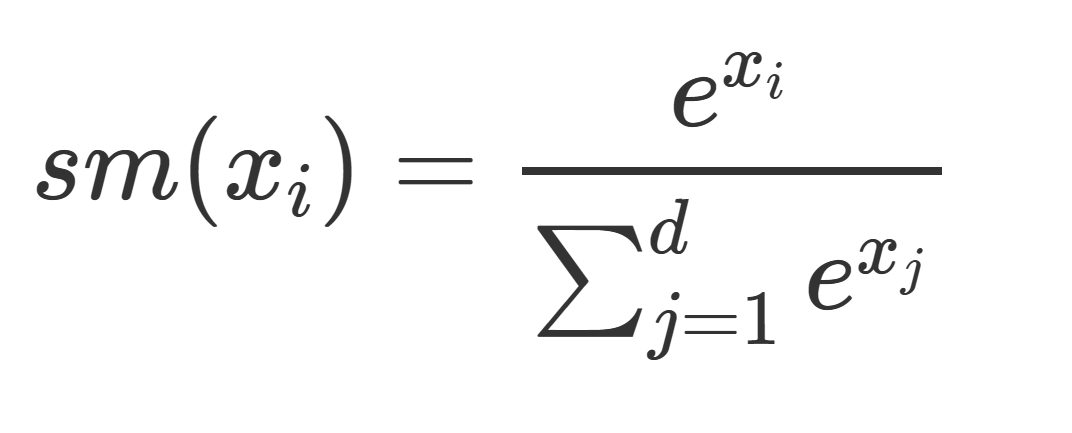 sm(x_i) = \frac{e^{x_i}}{\sum_{j=1}^{d} e^{x_j}}